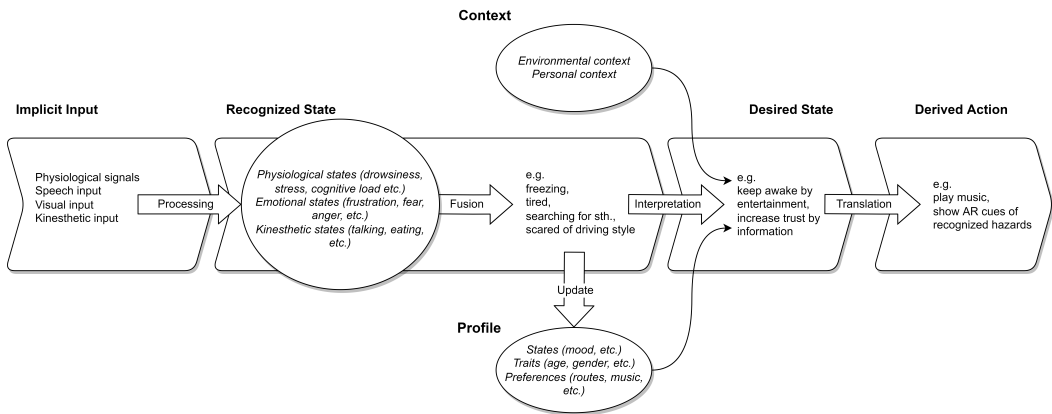 Context
Environmental context
Personal context
Implicit Input
Recognized State
Desired State
Derived Action
Physiological signals
Speech input
Visual input
Kinesthetic input
Processing
Physiological states (drowsiness,
stress, cognitive load etc.)
Emotional states (frustration, fear,
anger, etc.)
Kinesthetic states (talking, eating,
etc.)
Fusion
e.g.
freezing,
tired,
searching for sth.,
scared of driving style
Interpretation
e.g.
keep awake by
entertainment,
increase trust by
information
Translation
e.g.
play music,
show AR cues of
recognized hazards
Update
Profile
States (mood, etc.)
Traits (age, gender, etc.)
Preferences (routes, music,
etc.)